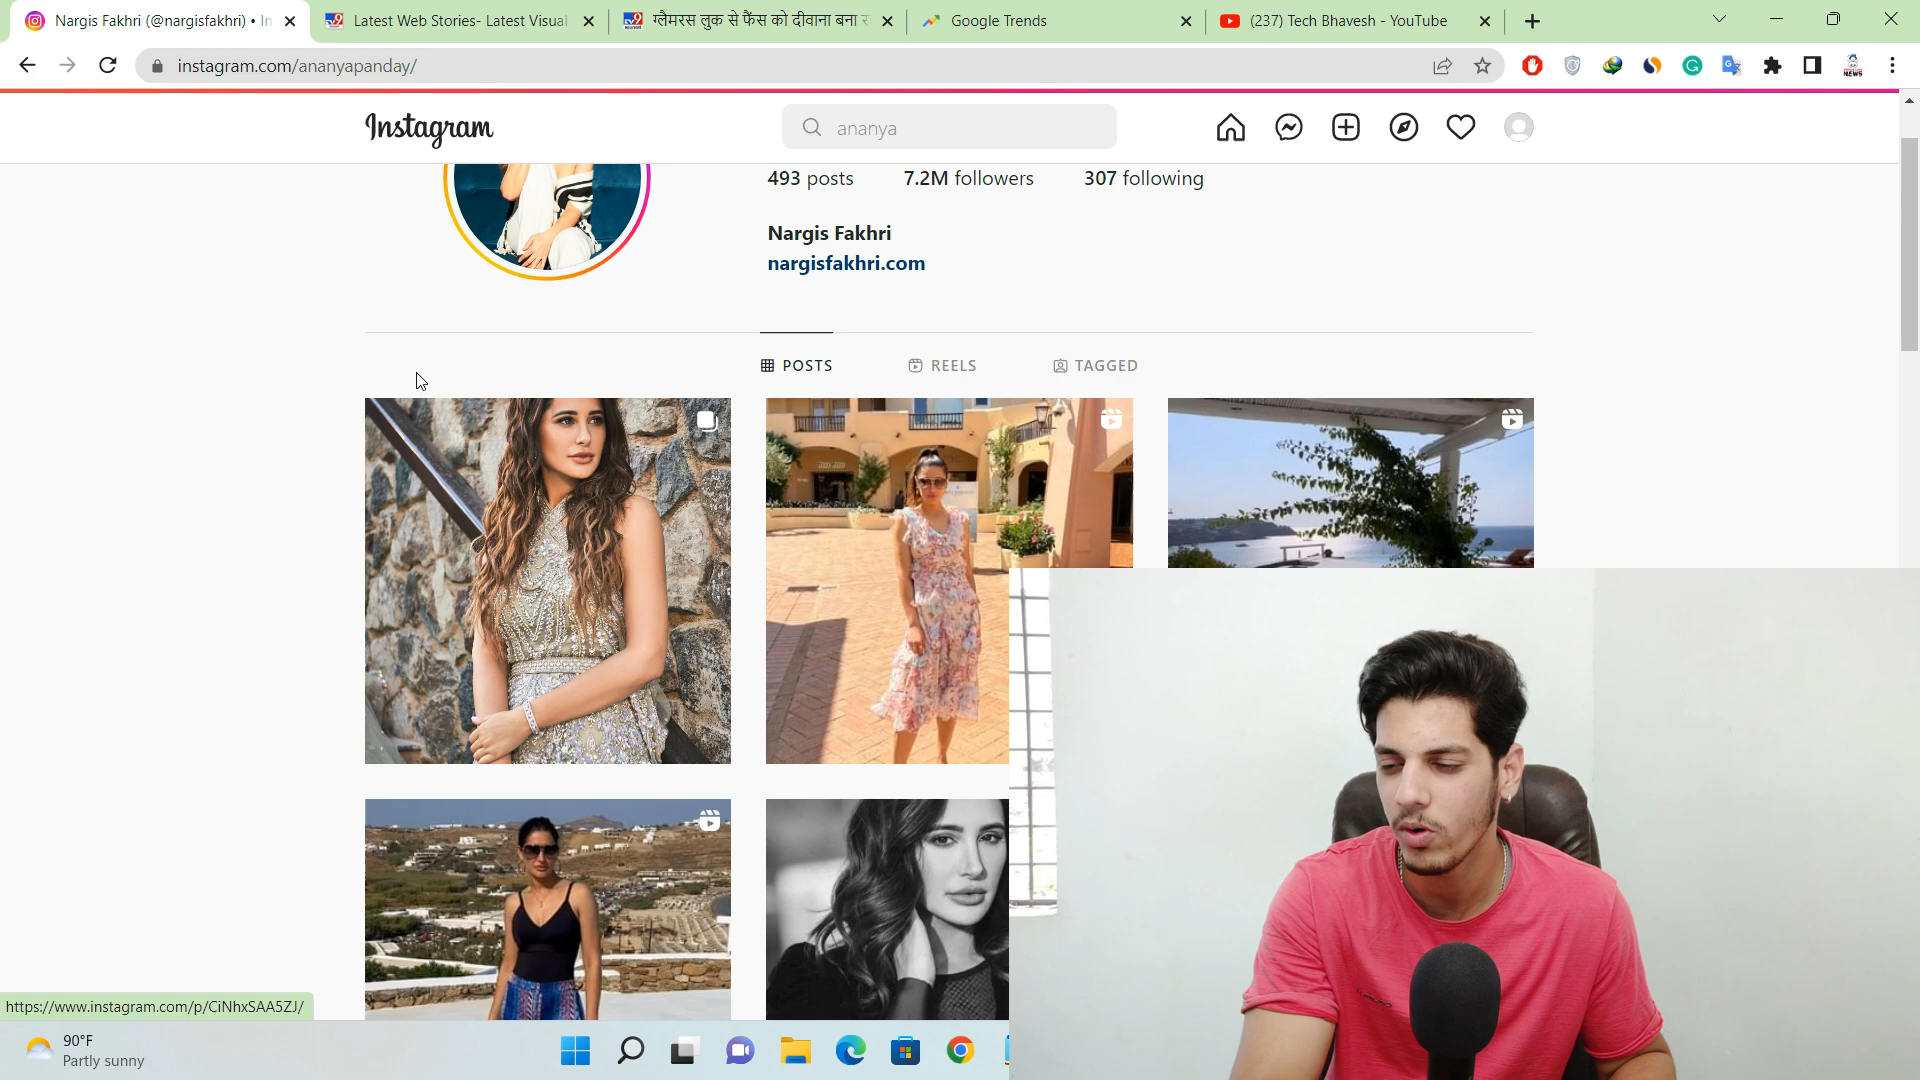 Nargis Fakhri (@nargisfakhri) • In
Latest Web Stories- Latest Visual
ग्लैमरस लुक से फैंस को दीवाना बना
Google Trends
(237) Tech Bhavesh - YouTube
instagram.com/ananyapanday/
NEWS
Instagram
ananya
493 posts
7.2M followers
307 following
Nargis Fakhri
nargisfakhri.com
POSTS
REELS
TAGGED
https://www.instagram.com/p/CiNhxSAA5ZJ/
90°F
Partly sunny